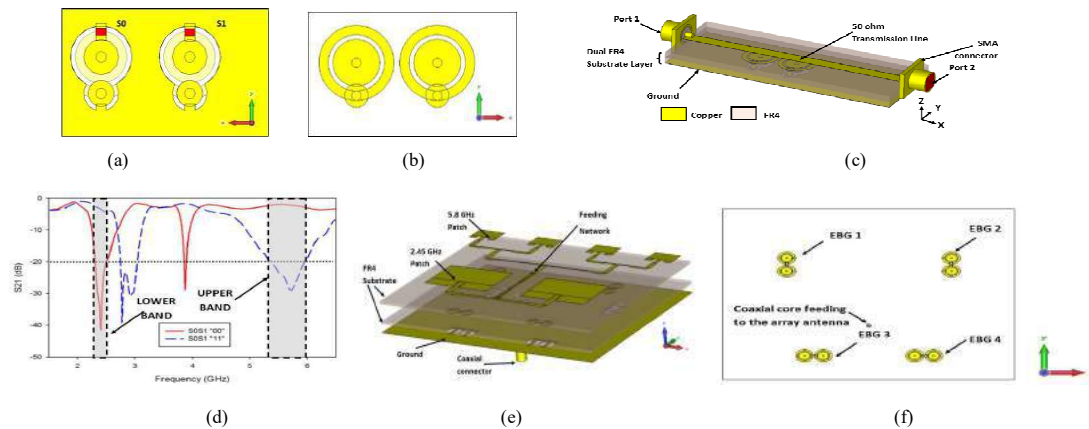 S0 S1
(a)
(b)
Port 1
50 ohm
Transmission Line
Dual FR4
Substrate Layer
SMA
connector
Port 2
Ground
Copper FR4
Z
Y
X
(c)
S21 (dB)
0
-10
-20
-30
-40
-50
LOWER
BAND
UPPER
BAND
S0S1 "00"
S0S1 "11"
2 3 4 5 6
Frequency (GHz)
(d)
5.8 GHz
Patch
Feeding
Network
2.45 GHz
Patch
FR4
Substrate
Ground
Coaxial
connector
(e)
EBG 1
EBG 2
Coaxial core feeding
to the array antenna
EBG 3
EBG 4
(f)